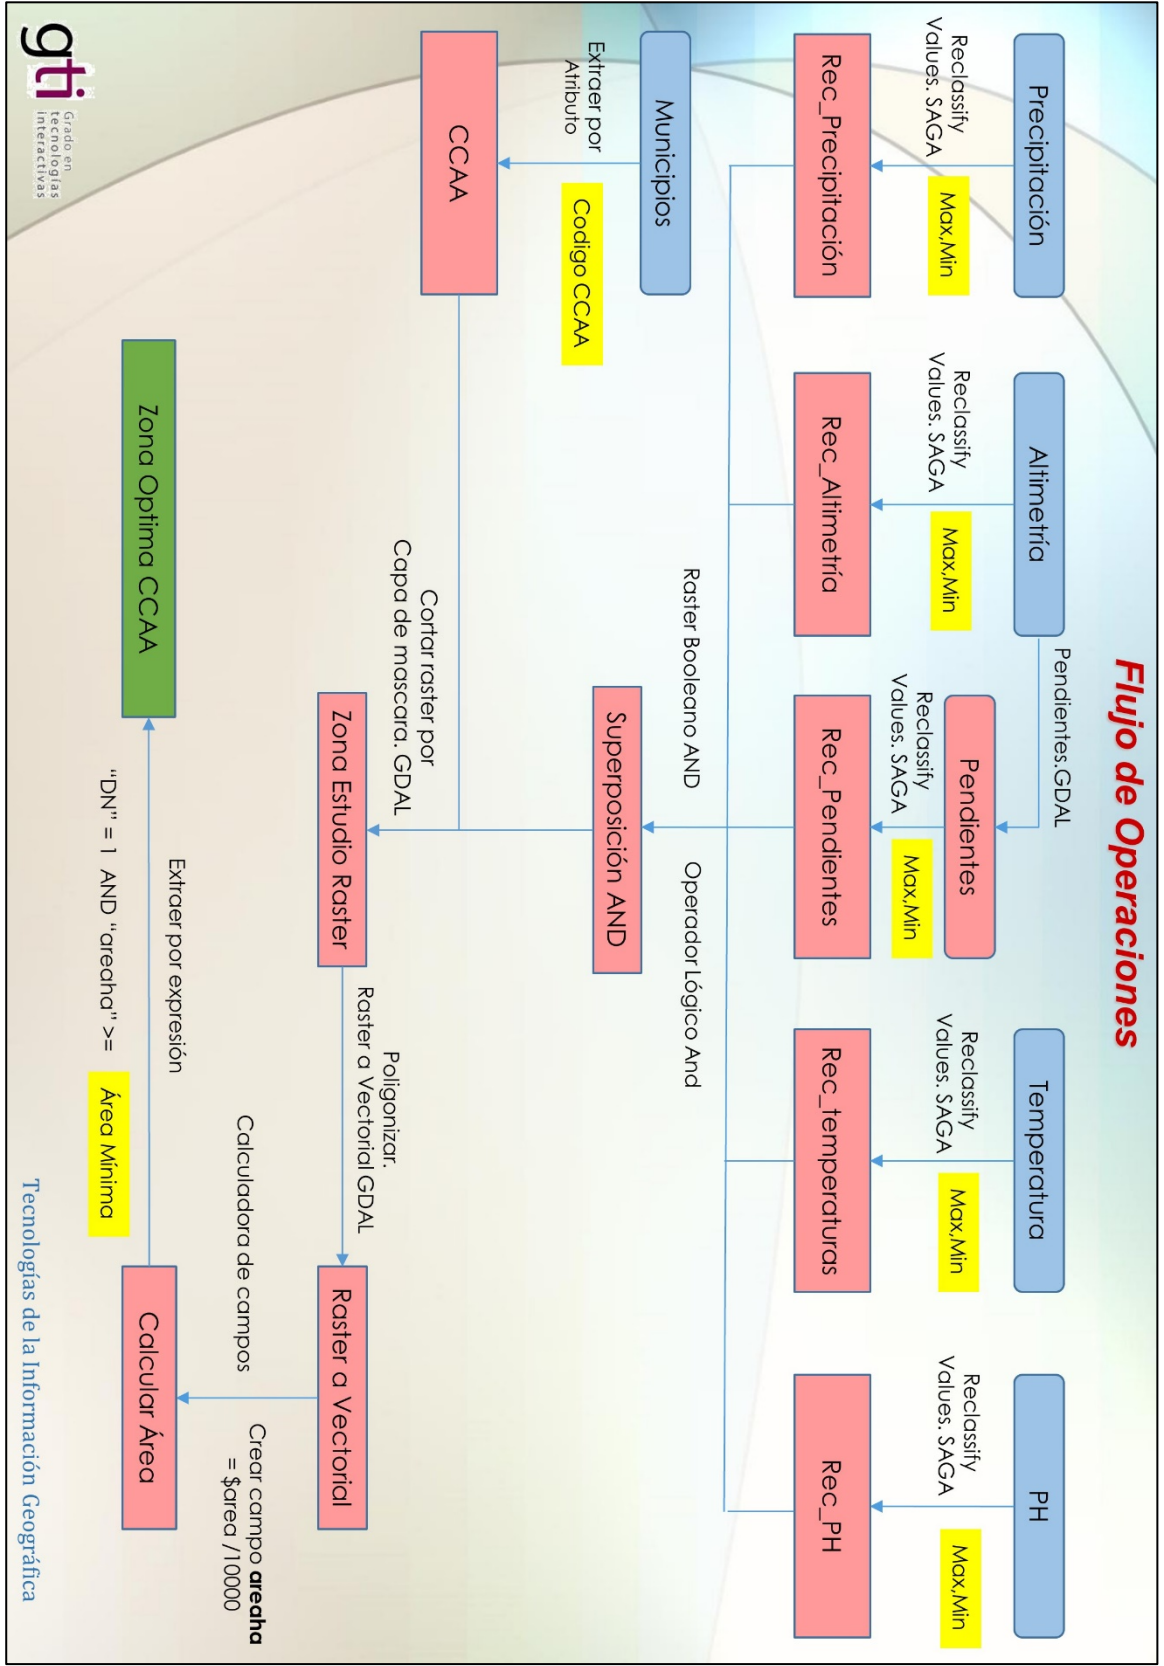 Flujo de Operaciones
Precipitación
Altimetría
Pendientes.GDAL
Temperatura
PH
Reclassify
Values. SAGA
Max,Min
Reclassify
Values. SAGA
Max,Min
Pendientes
Reclassify
Values. SAGA
Max,Min
Reclassify
Values. SAGA
Max,Min
Reclassify
Values. SAGA
Max,Min
Rec_Precipitación
Rec_Altimetría
Rec_Pendientes
Rec_temperaturas
Rec_PH
Municipios
Raster Booleano AND
Operador Lógico And
Extraer por
Atributo
Codigo CCAA
Superposición AND
CCAA
Cortar raster por
Capa de mascara. GDAL
Zona Estudio Raster
Poligonizar.
Raster a Vectorial GDAL
Raster a Vectorial
Calculadora de campos
Crear campo areaha
= $area /10000
Zona Optima CCAA
Extraer por expresión
"DN" = 1 AND "areaha" >=
Área Mínima
Calcular Área
gti
Grado en
tecnologías
interactivas
Tecnologías de la Información Geográfica